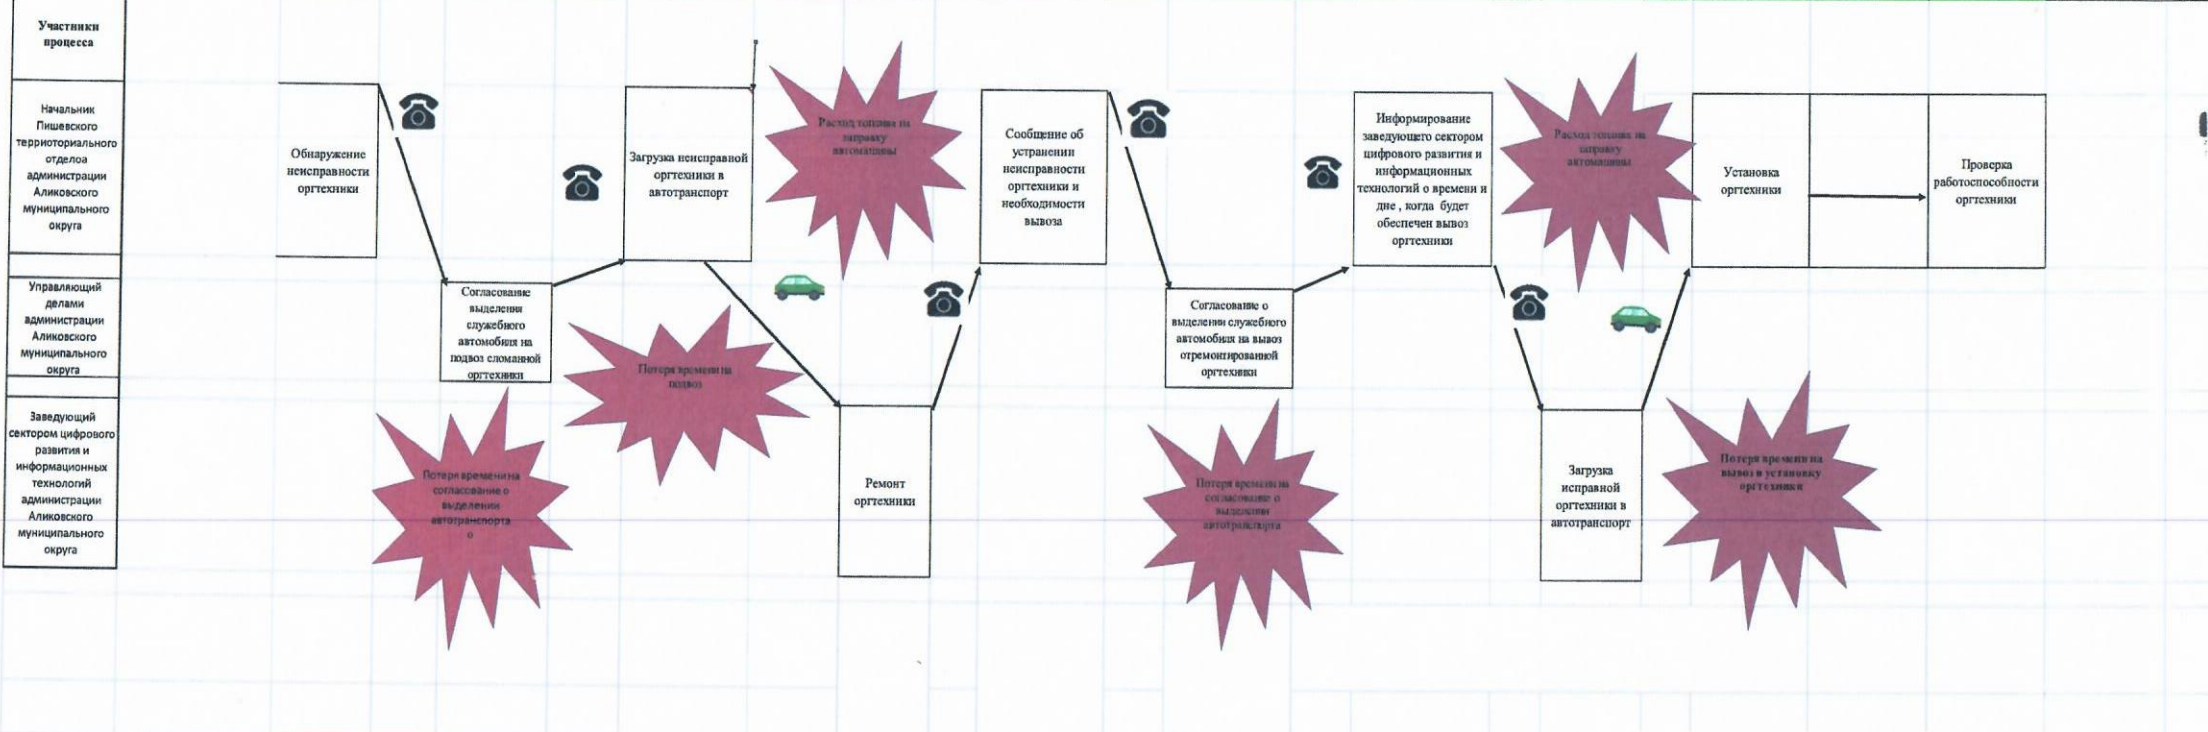 Участники
процесса
Начальник
Пишевского
терриоториального
отделоа
администрации
Аликовского
муниципального
округа
Управляющий
делами
администрации
Аликовского
муниципального
округа
Заведующий
сектором цифрового
развития и
информационных
технологий
администрации
Аликовского
муниципального
округа
Обнаружение
неисправности
оргтехники
Согласование
выделения
служебного
автомобиля на
подвоз сломанной
оргтехники
Потеря времени на
согласование о
выделении
автотранспорта
о
Загрузка неисправной
оргтехники в
автотранспорт
Потеря времени на
подвоз
Расход топлива на
заправку
автомашины
Ремонт
оргтехники
Сообщение об
устранении
неисправности
оргтехники и
необходимости
вывоза
Согласование о
выделении служебного
автомобиля на вывоз
отремонтированной
оргтехники
Потеря времени на
согласование о
выделении
автотранспорта
Информирование
заведующего сектором
цифрового развития и
информационных
технологий о времени и
дне , когда будет
обеспечен вывоз
оргтехники
Расход топлива на
заправку
автомашины
Загрузка
исправной
оргтехники в
автотранспорт
Потеря времени на
вывоз и установку
оргтехники
Установка
оргтехники
Проверка
работоспособности
оргтехники